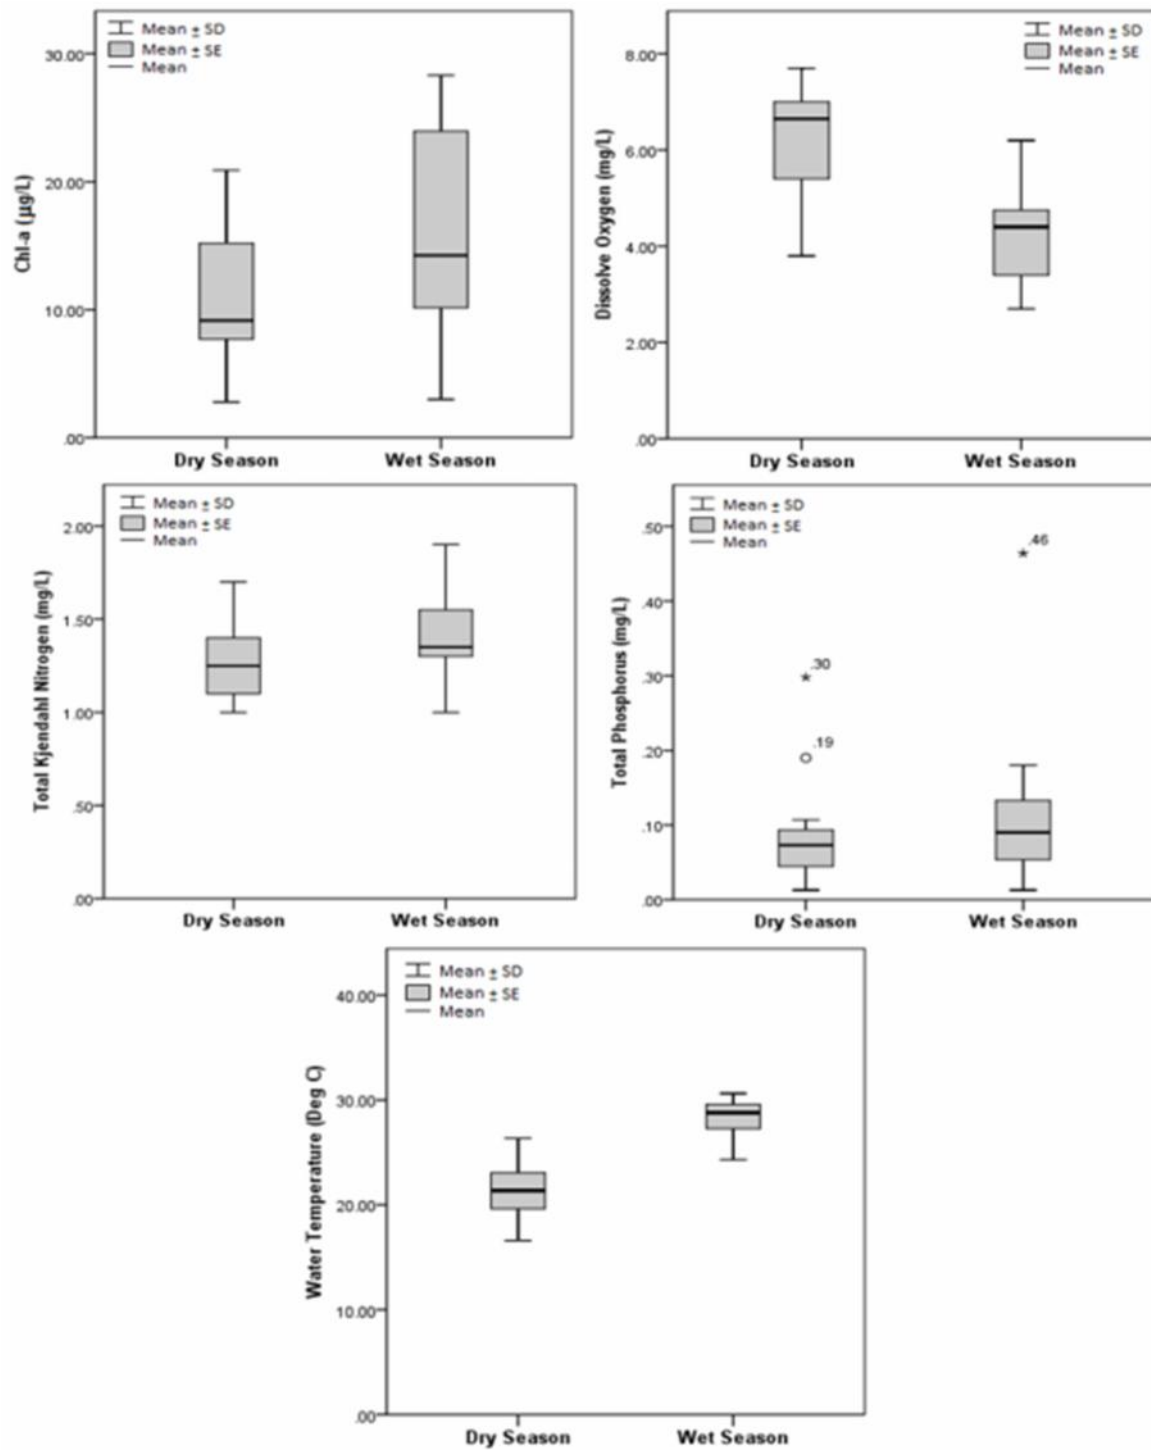 Mean ± SD
Mean ± SE
Mean
Chl-a (µg/L)
30.00
20.00
10.00
.00
Dry Season
Wet Season
Mean ± SD
Mean ± SE
Mean
Dissolve Oxygen (mg/L)
8.00
6.00
4.00
2.00
.00
Dry Season
Wet Season
Mean ± SD
Mean ± SE
Mean
Total Kjendahl Nitrogen (mg/L)
2.00
1.50
1.00
.50
.00
Dry Season
Wet Season
Mean ± SD
Mean ± SE
Mean
Total Phosphorus (mg/L)
.50
.40
.30
.20
.10
.00
.46
.30
.19
Dry Season
Wet Season
Mean ± SD
Mean ± SE
Mean
Water Temperature (Deg C)
40.00
30.00
20.00
10.00
.00
Dry Season
Wet Season